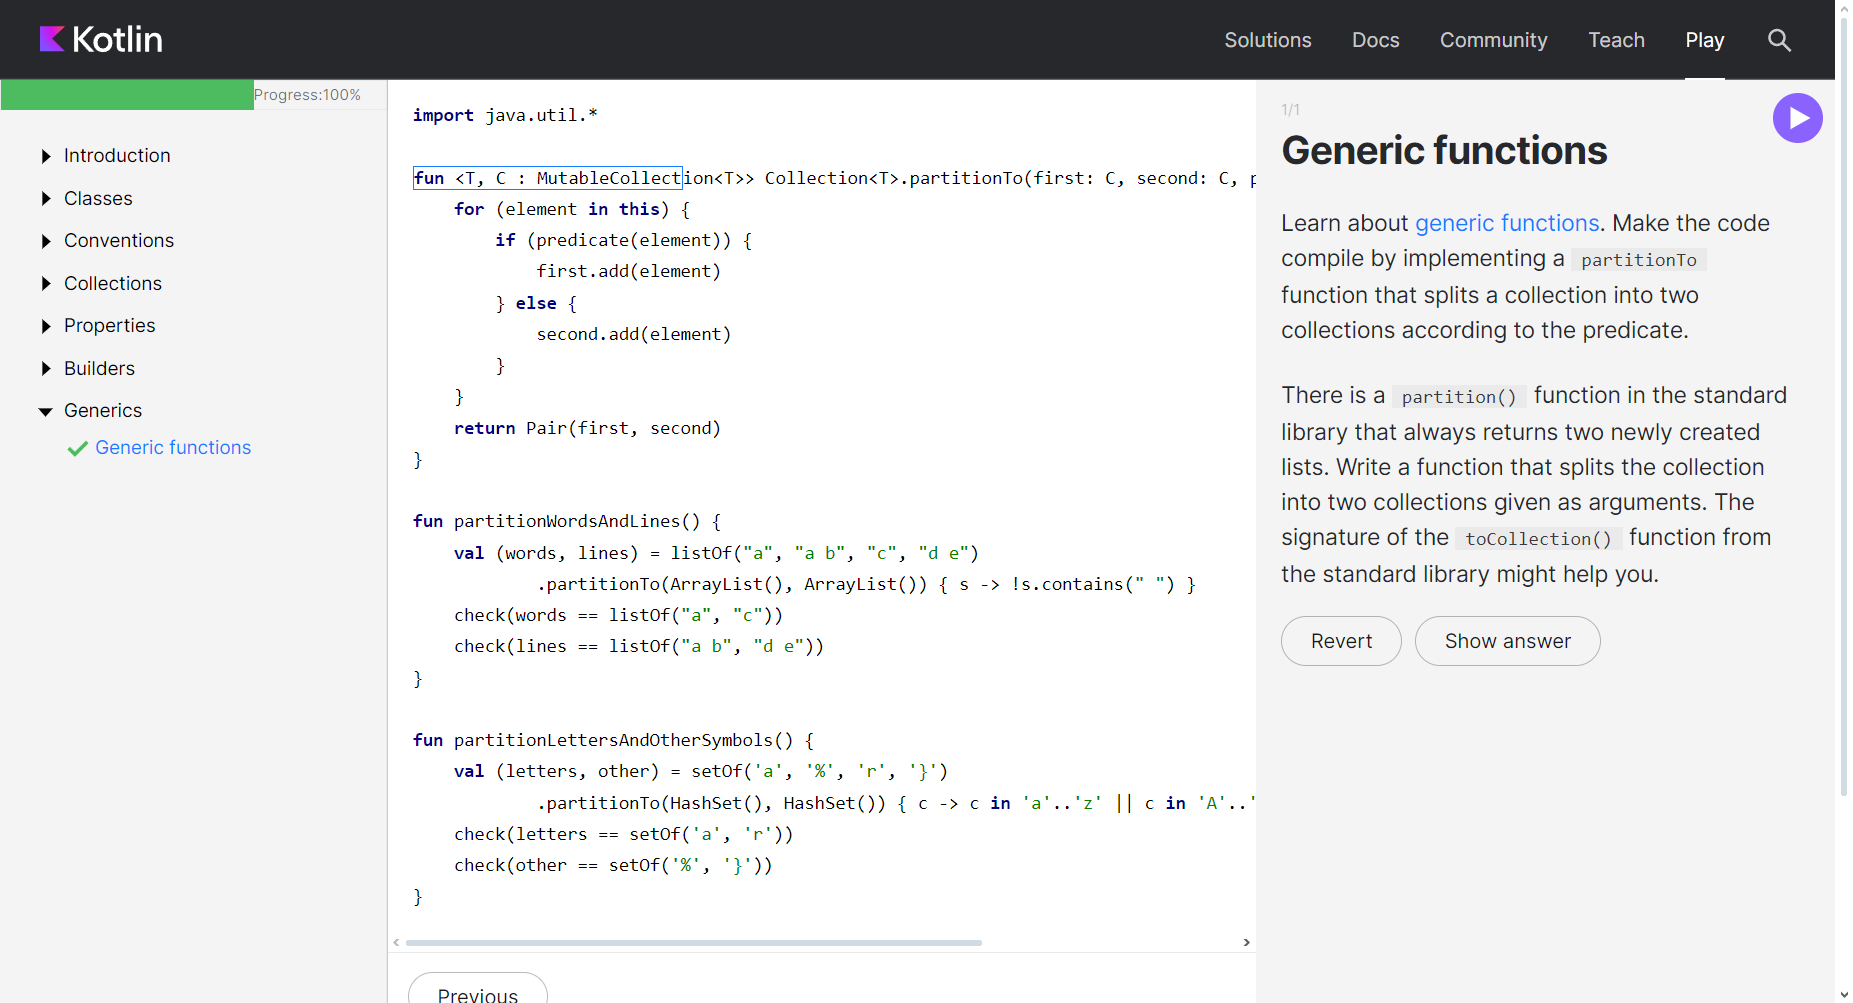 Kotlin
Solutions
Docs
Community
Teach
Play
Progress:100%
Introduction
Classes
Conventions
Collections
Properties
Builders
Generics
Generic functions
import java.util.*
fun <T, C : MutableCollection<T>> Collection<T>.partitionTo(first: C, second: C, p
    for (element in this) {
        if (predicate(element)) {
            first.add(element)
        } else {
            second.add(element)
        }
    }
    return Pair(first, second)
}
fun partitionWordsAndLines() {
    val (words, lines) = listOf("a", "a b", "c", "d e")
            .partitionTo(ArrayList(), ArrayList()) { s -> !s.contains(" ") }
    check(words == listOf("a", "c"))
    check(lines == listOf("a b", "d e"))
}
fun partitionLettersAndOtherSymbols() {
    val (letters, other) = setOf('a', '%', 'r', '}')
            .partitionTo(HashSet(), HashSet()) { c -> c in 'a'..'z' || c in 'A'..'
    check(letters == setOf('a', 'r'))
    check(other == setOf('%', '}'))
}
Previous
1/1
Generic functions
Learn about generic functions. Make the code
compile by implementing a partitionTo
function that splits a collection into two
collections according to the predicate.
There is a partition() function in the standard
library that always returns two newly created
lists. Write a function that splits the collection
into two collections given as arguments. The
signature of the toCollection() function from
the standard library might help you.
Revert
Show answer